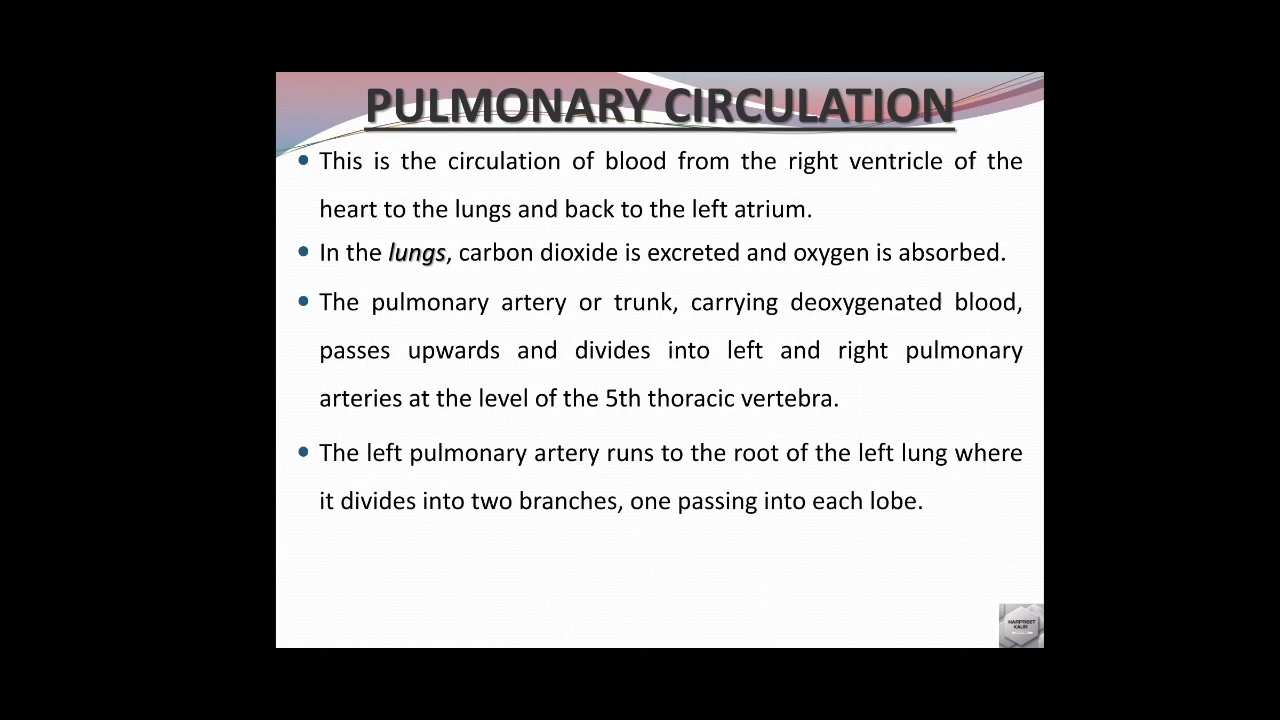 PULMONARY CIRCULATION
• This is the circulation of blood from the right ventricle of the
heart to the lungs and back to the left atrium.
• In the lungs, carbon dioxide is excreted and oxygen is absorbed.
• The pulmonary artery or trunk, carrying deoxygenated blood,
passes upwards and divides into left and right pulmonary
arteries at the level of the 5th thoracic vertebra.
• The left pulmonary artery runs to the root of the left lung where
it divides into two branches, one passing into each lobe.
HARPREET
KAUR